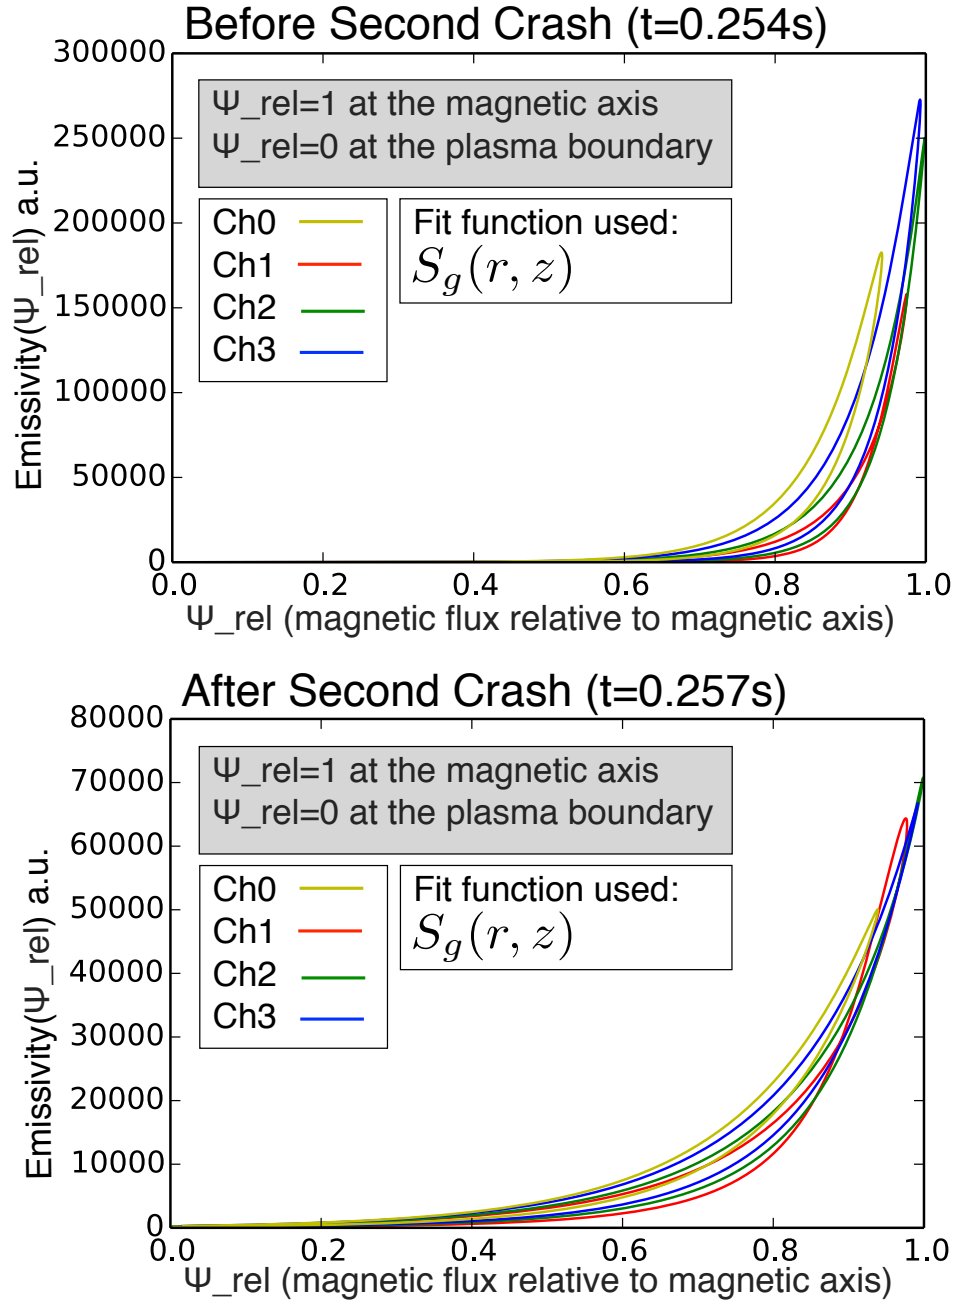 Before Second Crash (t=0.254s)
300000
250000
200000
150000
100000
50000
0
Emissivity(Ψ_rel) a.u.
Ψ_rel=1 at the magnetic axis
Ψ_rel=0 at the plasma boundary
Ch0
Ch1
Ch2
Ch3
Fit function used:
S_g(r, z)
0.0 0.2 0.4 0.6 0.8 1.0
Ψ_rel (magnetic flux relative to magnetic axis)
After Second Crash (t=0.257s)
80000
70000
60000
50000
40000
30000
20000
10000
0
Emissivity(Ψ_rel) a.u.
Ψ_rel=1 at the magnetic axis
Ψ_rel=0 at the plasma boundary
Ch0
Ch1
Ch2
Ch3
Fit function used:
S_g(r, z)
0.0 0.2 0.4 0.6 0.8 1.0
Ψ_rel (magnetic flux relative to magnetic axis)